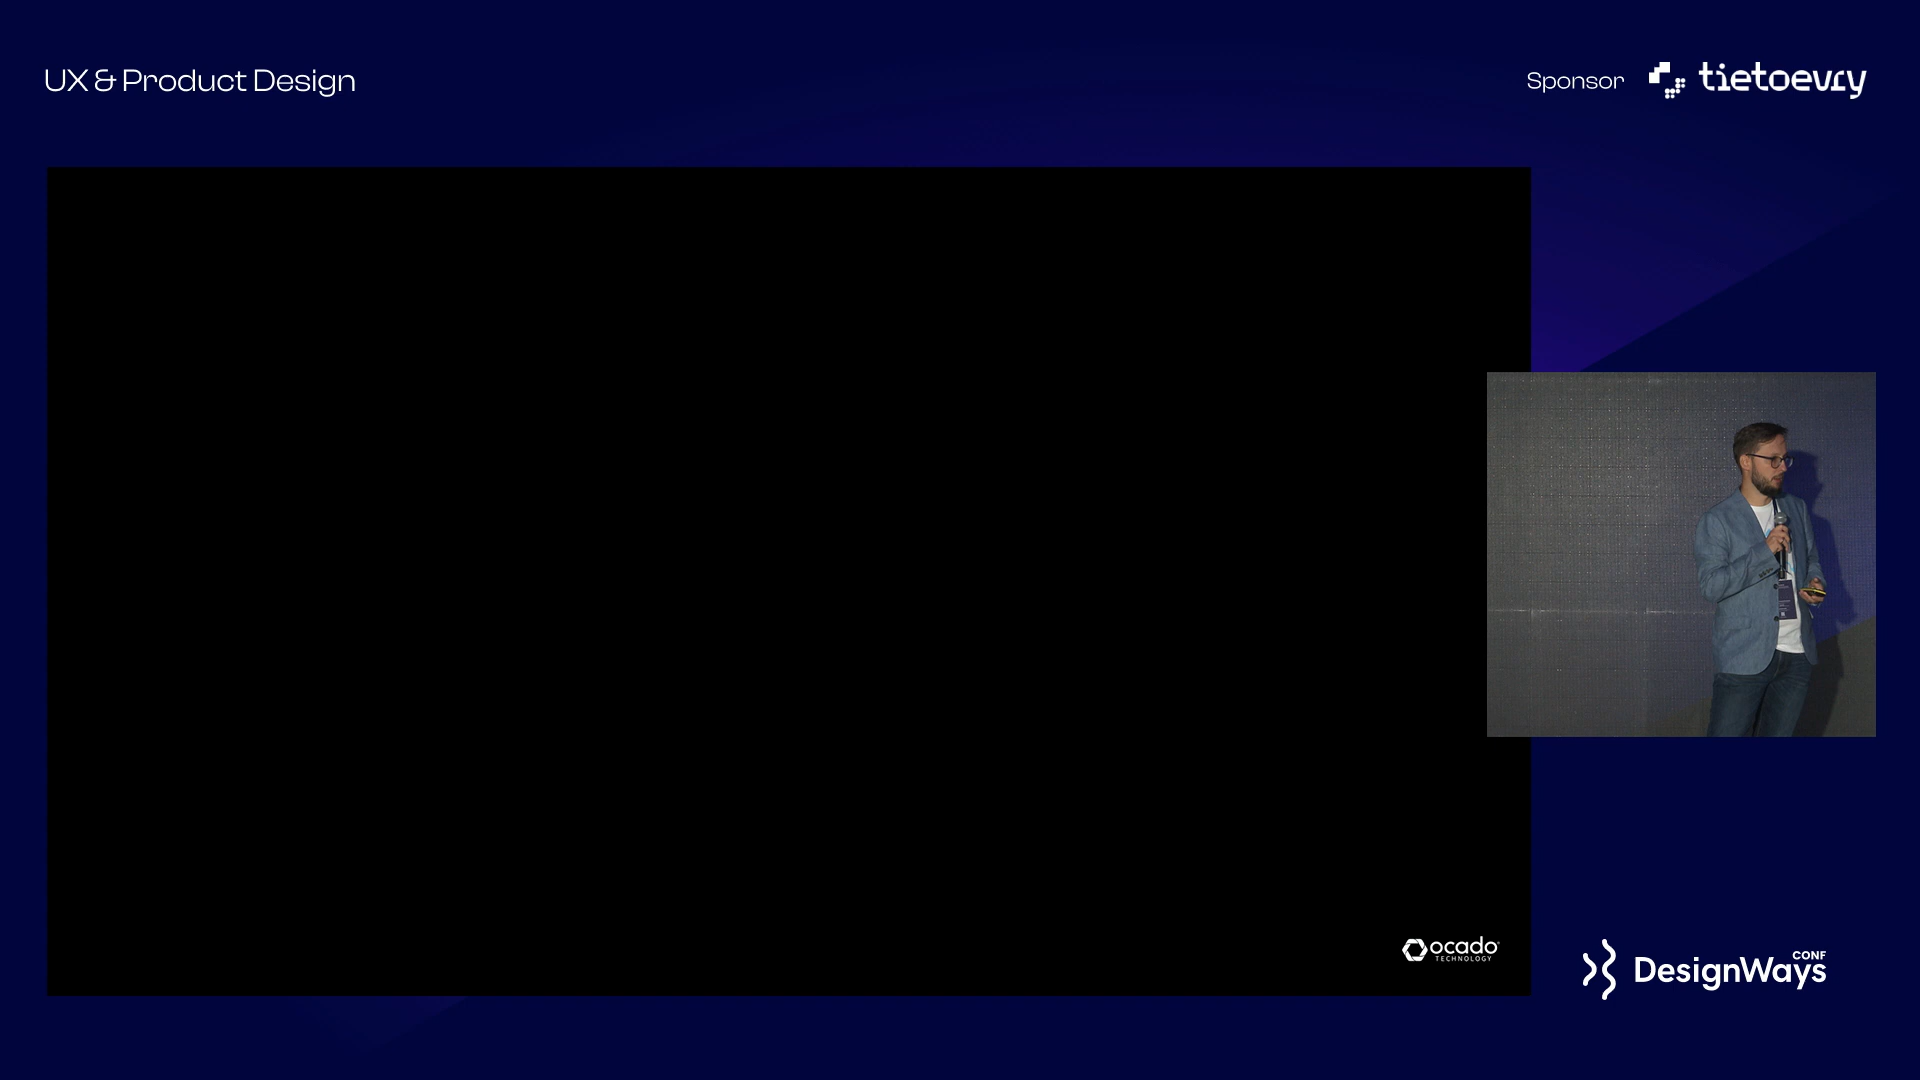 UX & Product Design
Sponsor
tietoevry
ocado
TECHNOLOGY
DesignWays
CONF